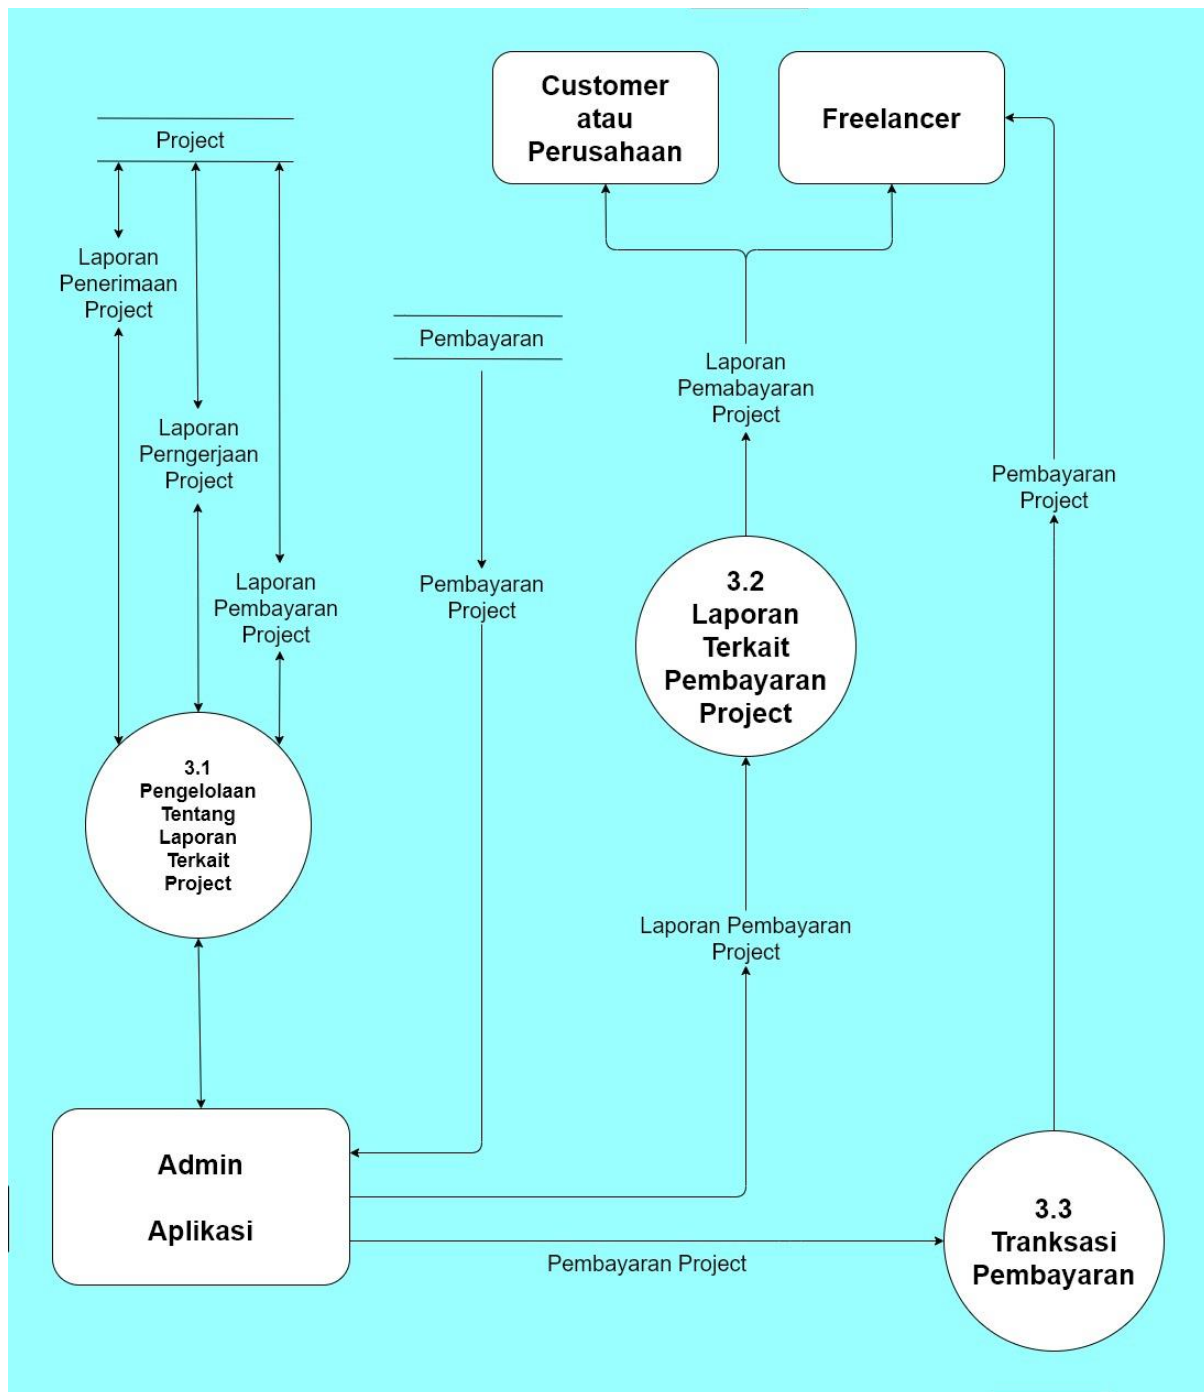 Customer
atau
Perusahaan
Freelancer
Project
Laporan
Penerimaan
Project
Pembayaran
Laporan
Pemabayaran
Project
Laporan
Perngerjaan
Project
Pembayaran
Project
Laporan
Pembayaran
Project
Pembayaran
Project
3.2
Laporan
Terkait
Pembayaran
Project
3.1
Pengelolaan
Tentang
Laporan
Terkait
Project
Laporan Pembayaran
Project
Admin
Aplikasi
Pembayaran Project
3.3
Tranksasi
Pembayaran